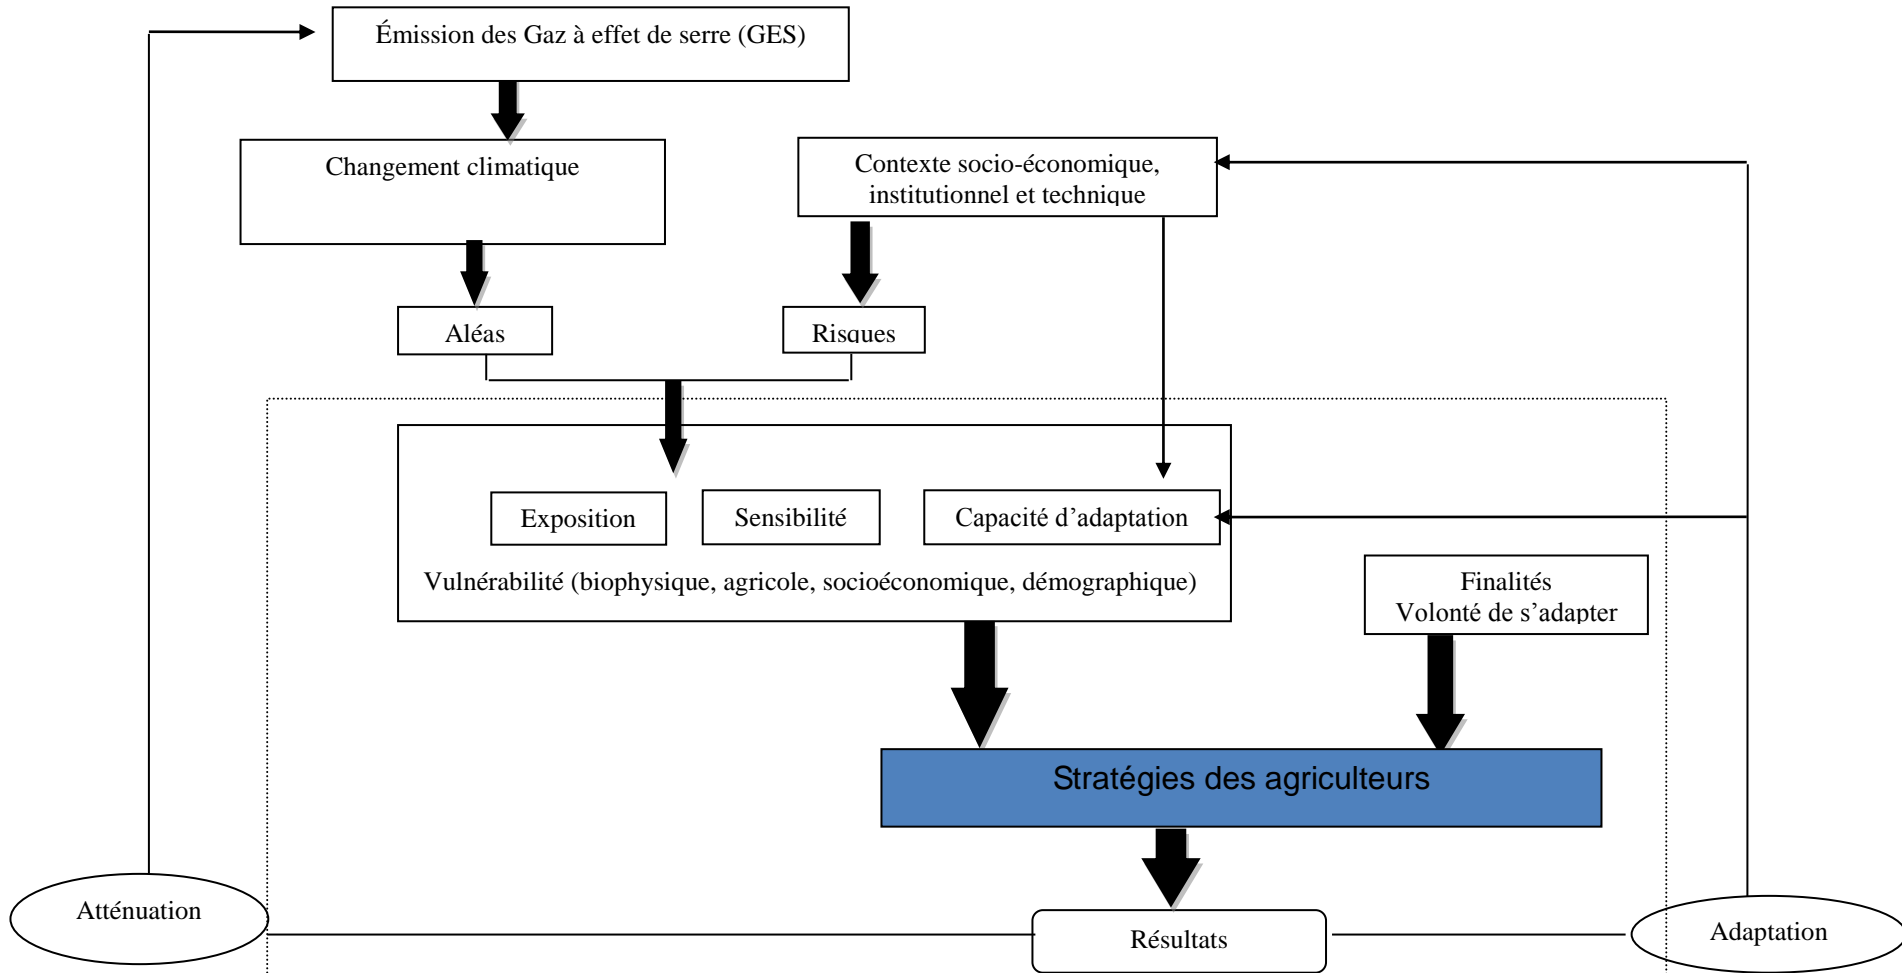 Émission des Gaz à effet de serre (GES)
Changement climatique
Contexte socio-économique,
institutionnel et technique
Aléas
Risques
Exposition
Sensibilité
Capacité d’adaptation
Vulnérabilité (biophysique, agricole, socioéconomique, démographique)
Finalités
Volonté de s’adapter
Stratégies des agriculteurs
Atténuation
Résultats
Adaptation